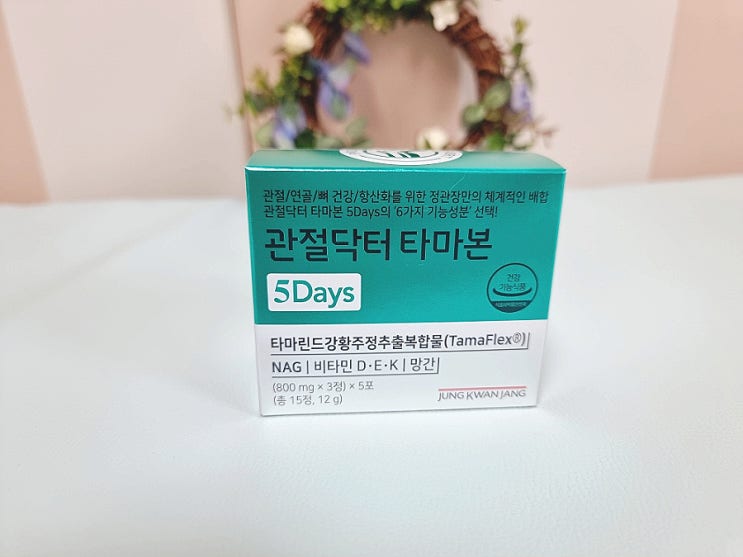 관절/연골/뼈 건강/항산화를 위한 정관장만의 체계적인 배합
관절닥터 타마본 5Days의 '6가지 기능성분' 선택!
관절닥터 타마본
5Days
건강
기능식품
타마린드강황주정추출복합물(TamaFlex®)
NAG | 비타민 D·E·K | 망간
(800 mg × 3정) × 5포
(총 15정, 12 g)
JUNG KWAN JANG